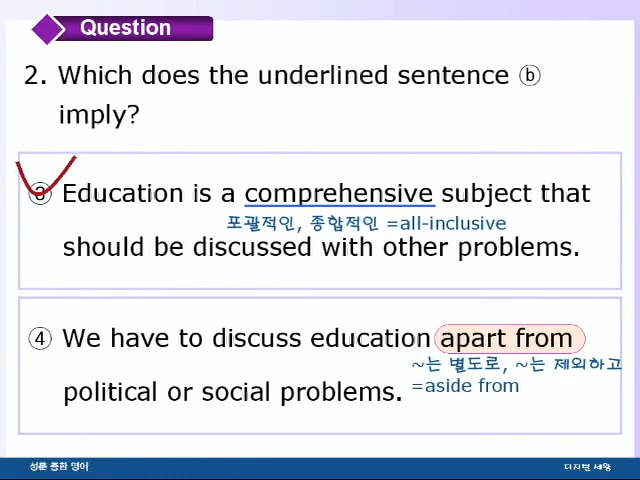 Question
2. Which does the underlined sentence ⓑ
imply?
③ Education is a comprehensive subject that
포괄적인, 종합적인 =all-inclusive
should be discussed with other problems.
④ We have to discuss education apart from
~는 별도로, ~는 제외하고
political or social problems.
=aside from
성문 종합 영어
디지털 세왕